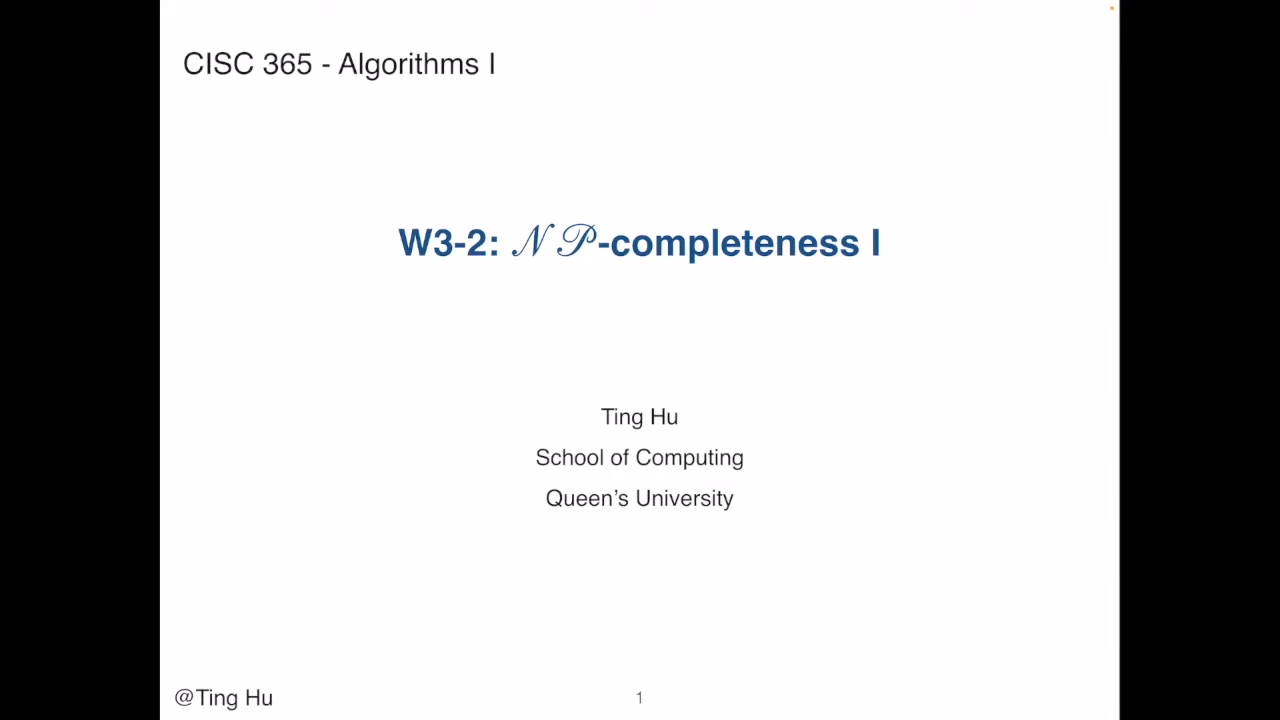 CISC 365 - Algorithms I
W3-2: 𝒩𝒫-completeness I
Ting Hu
School of Computing
Queen’s University
@Ting Hu
1